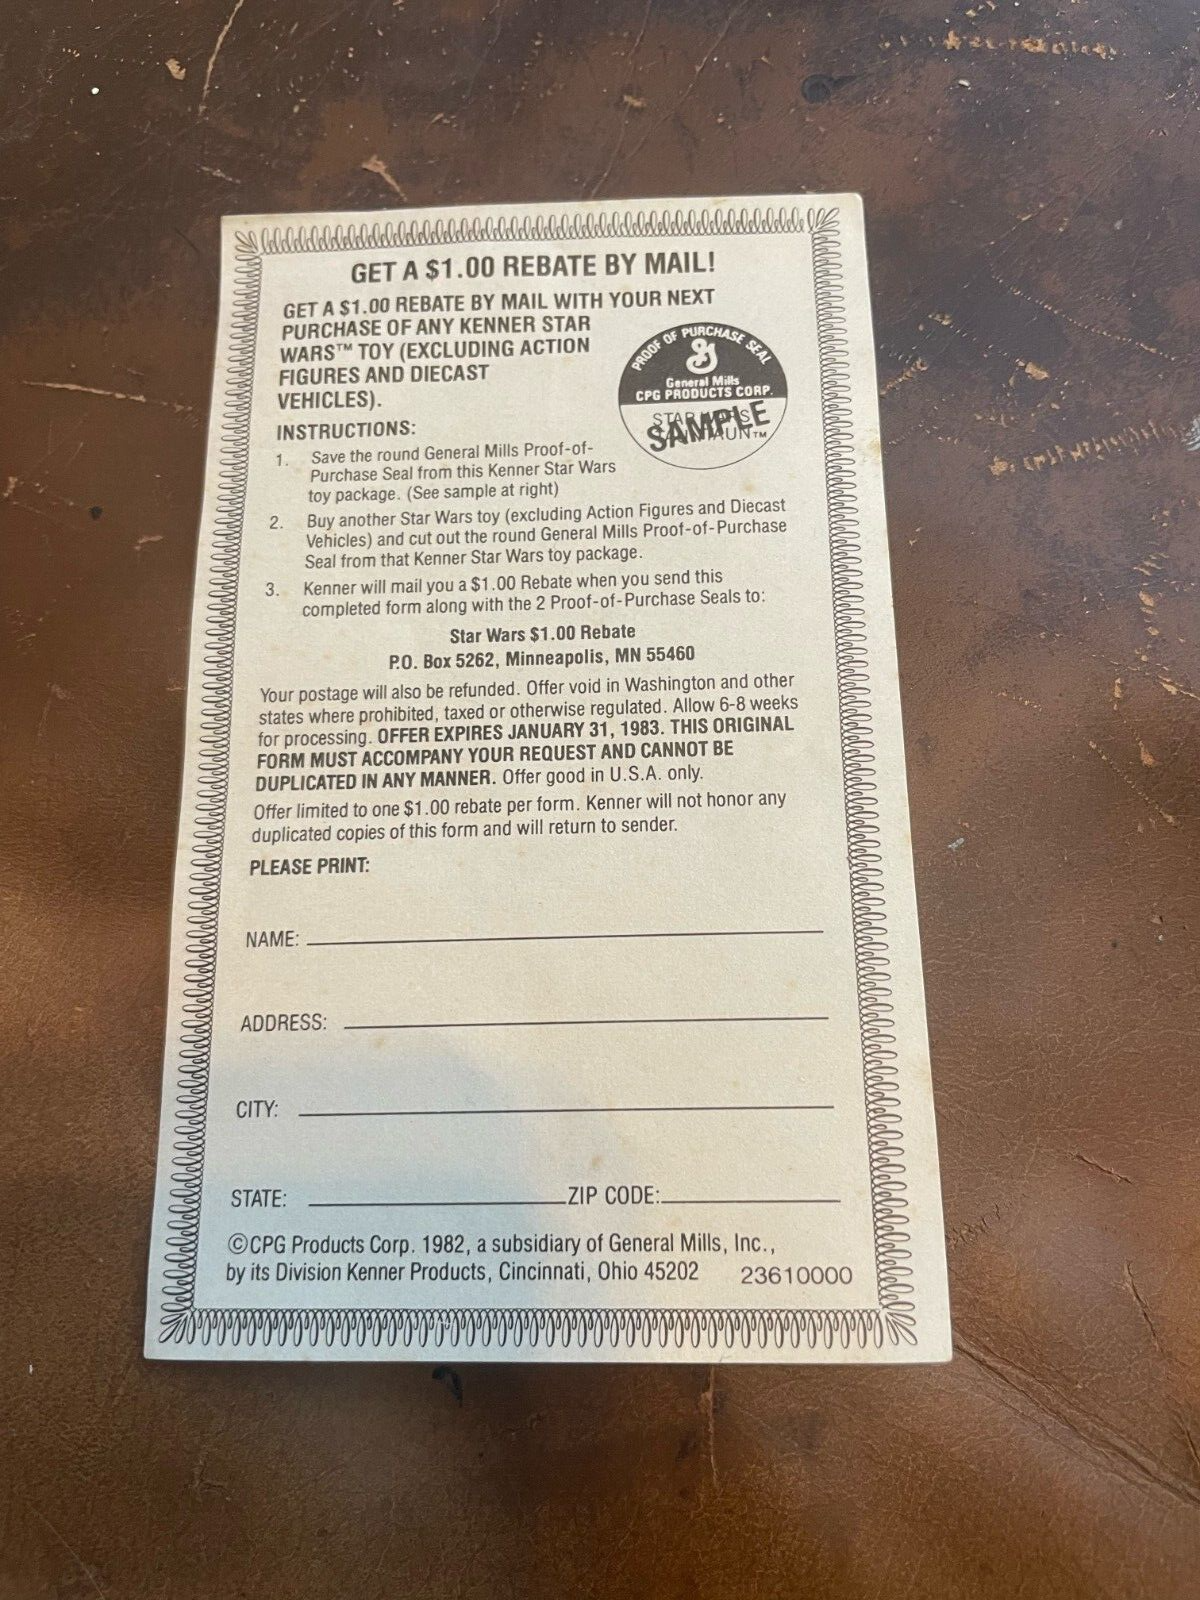 GET A $1.00 REBATE BY MAIL!
GET A $1.00 REBATE BY MAIL WITH YOUR NEXT
PURCHASE OF ANY KENNER STAR
WARS™ TOY (EXCLUDING ACTION
FIGURES AND DIECAST
VEHICLES).
PROOF OF PURCHASE SEAL
General Mills
CPG PRODUCTS CORP.
STAR WARS
SAMPLE
INSTRUCTIONS:
1. Save the round General Mills Proof-of-
Purchase Seal from this Kenner Star Wars
toy package. (See sample at right)
2. Buy another Star Wars toy (excluding Action Figures and Diecast
Vehicles) and cut out the round General Mills Proof-of-Purchase
Seal from that Kenner Star Wars toy package.
3. Kenner will mail you a $1.00 Rebate when you send this
completed form along with the 2 Proof-of-Purchase Seals to:
Star Wars $1.00 Rebate
P.O. Box 5262, Minneapolis, MN 55460
Your postage will also be refunded. Offer void in Washington and other
states where prohibited, taxed or otherwise regulated. Allow 6-8 weeks
for processing. OFFER EXPIRES JANUARY 31, 1983. THIS ORIGINAL
FORM MUST ACCOMPANY YOUR REQUEST AND CANNOT BE
DUPLICATED IN ANY MANNER. Offer good in U.S.A. only.
Offer limited to one $1.00 rebate per form. Kenner will not honor any
duplicated copies of this form and will return to sender.
PLEASE PRINT:
NAME:
ADDRESS:
CITY:
STATE: ZIP CODE:
©CPG Products Corp. 1982, a subsidiary of General Mills, Inc.,
by its Division Kenner Products, Cincinnati, Ohio 45202 23610000